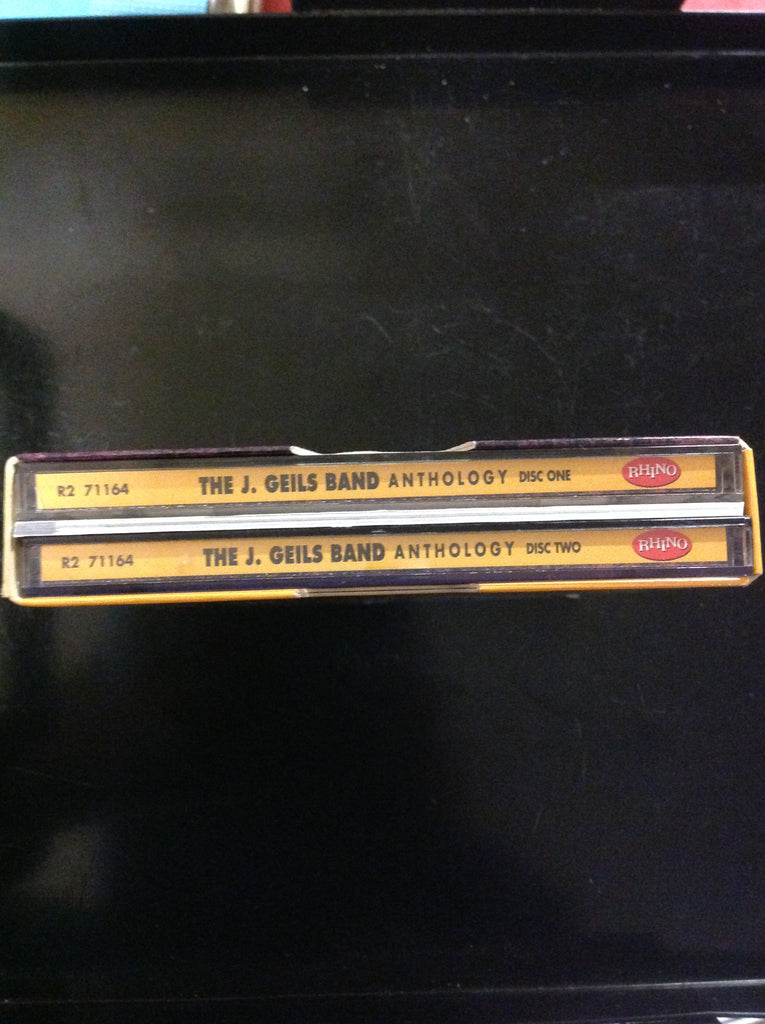 R2 71164 THE J. GEILS BAND ANTHOLOGY DISC ONE RHINO
R2 71164 THE J. GEILS BAND ANTHOLOGY DISC TWO RHINO